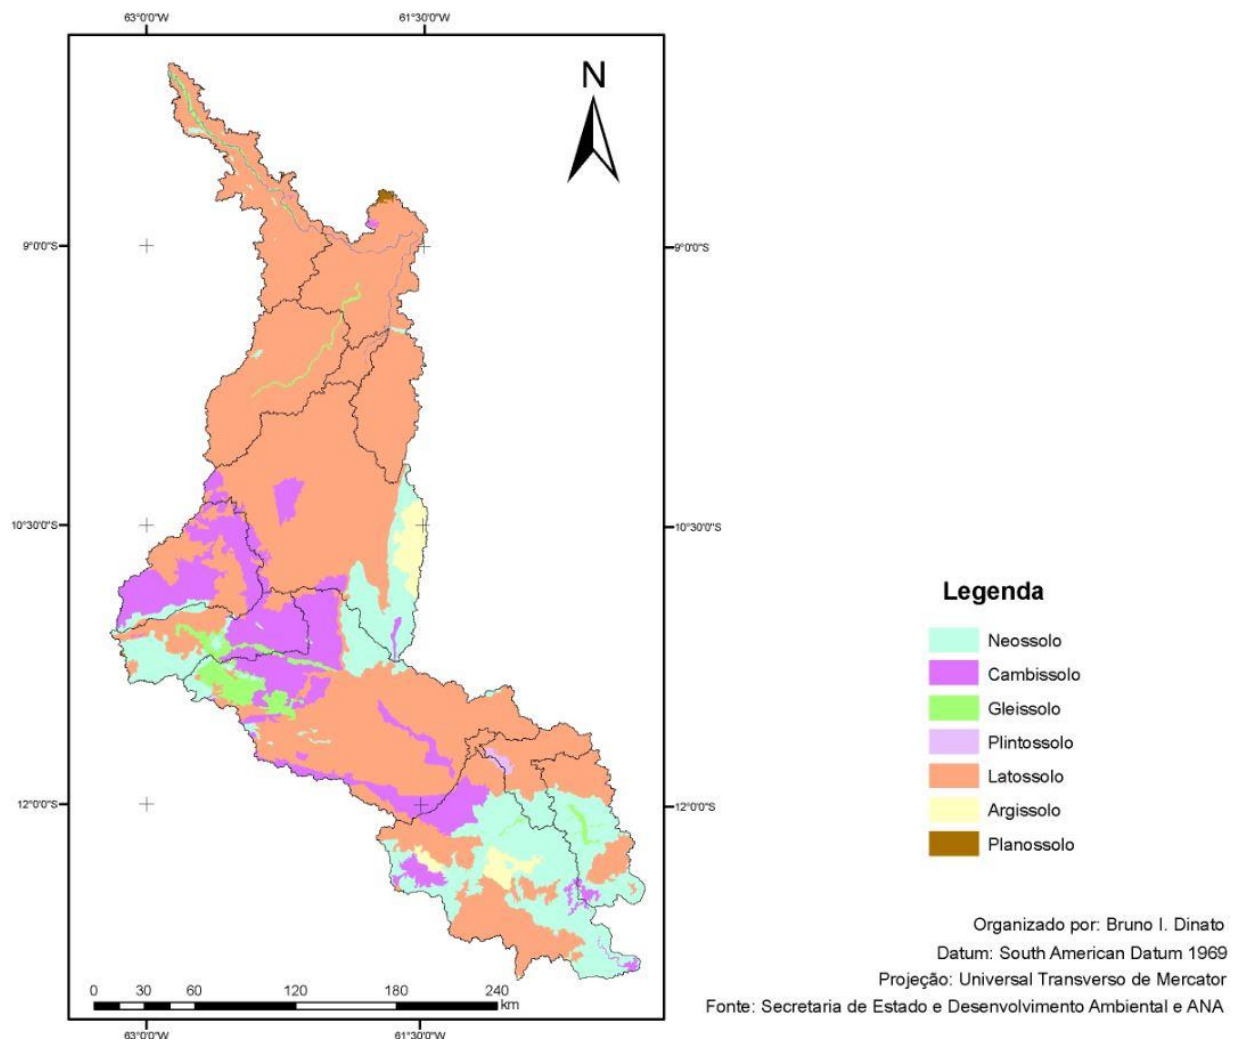 63°0'0"W 61°30'0"W
N
9°0'0"S 9°0'0"S
10°30'0"S 10°30'0"S
Legenda
Neossolo
Cambissolo
Gleissolo
Plintossolo
Latossolo
12°0'0"S 12°0'0"S
Argissolo
Planossolo
Organizado por: Bruno I. Dinato
Datum: South American Datum 1969
Projeção: Universal Transverso de Mercator
Fonte: Secretaria de Estado e Desenvolvimento Ambiental e ANA
0 30 60 120 180 240
km
63°0'0"W 61°30'0"W